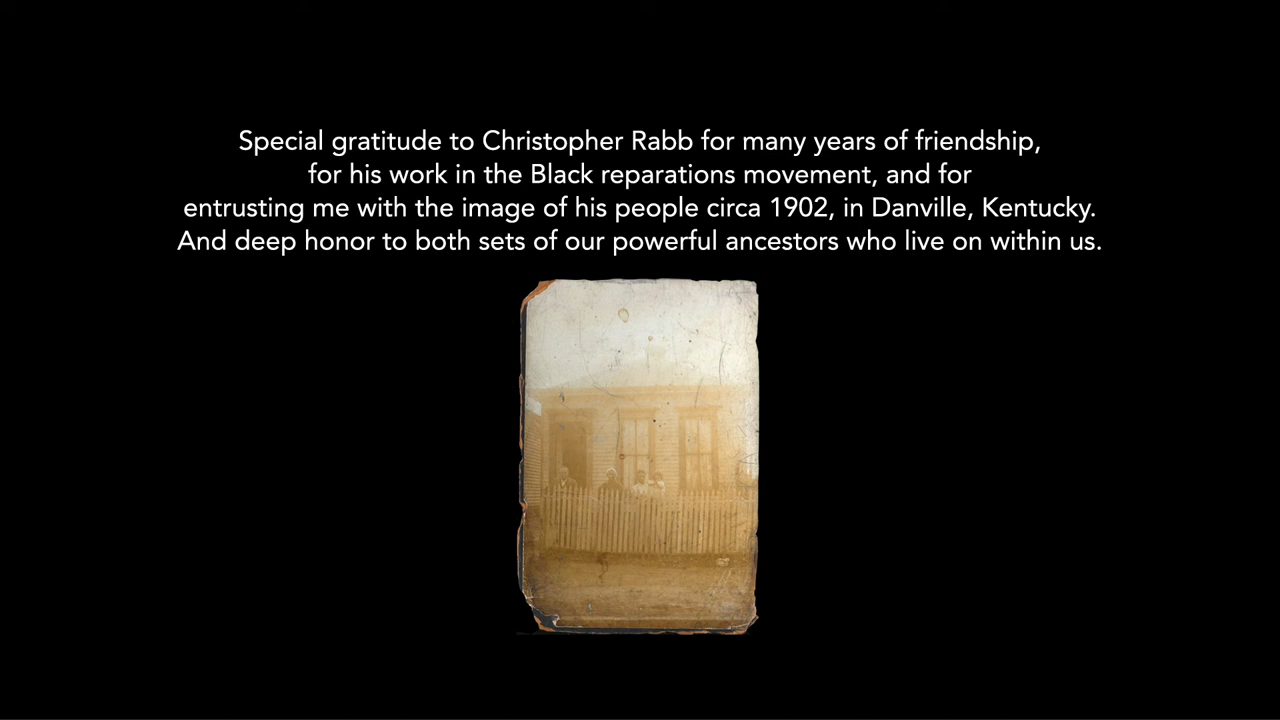 Special gratitude to Christopher Rabb for many years of friendship,
for his work in the Black reparations movement, and for
entrusting me with the image of his people circa 1902, in Danville, Kentucky.
And deep honor to both sets of our powerful ancestors who live on within us.